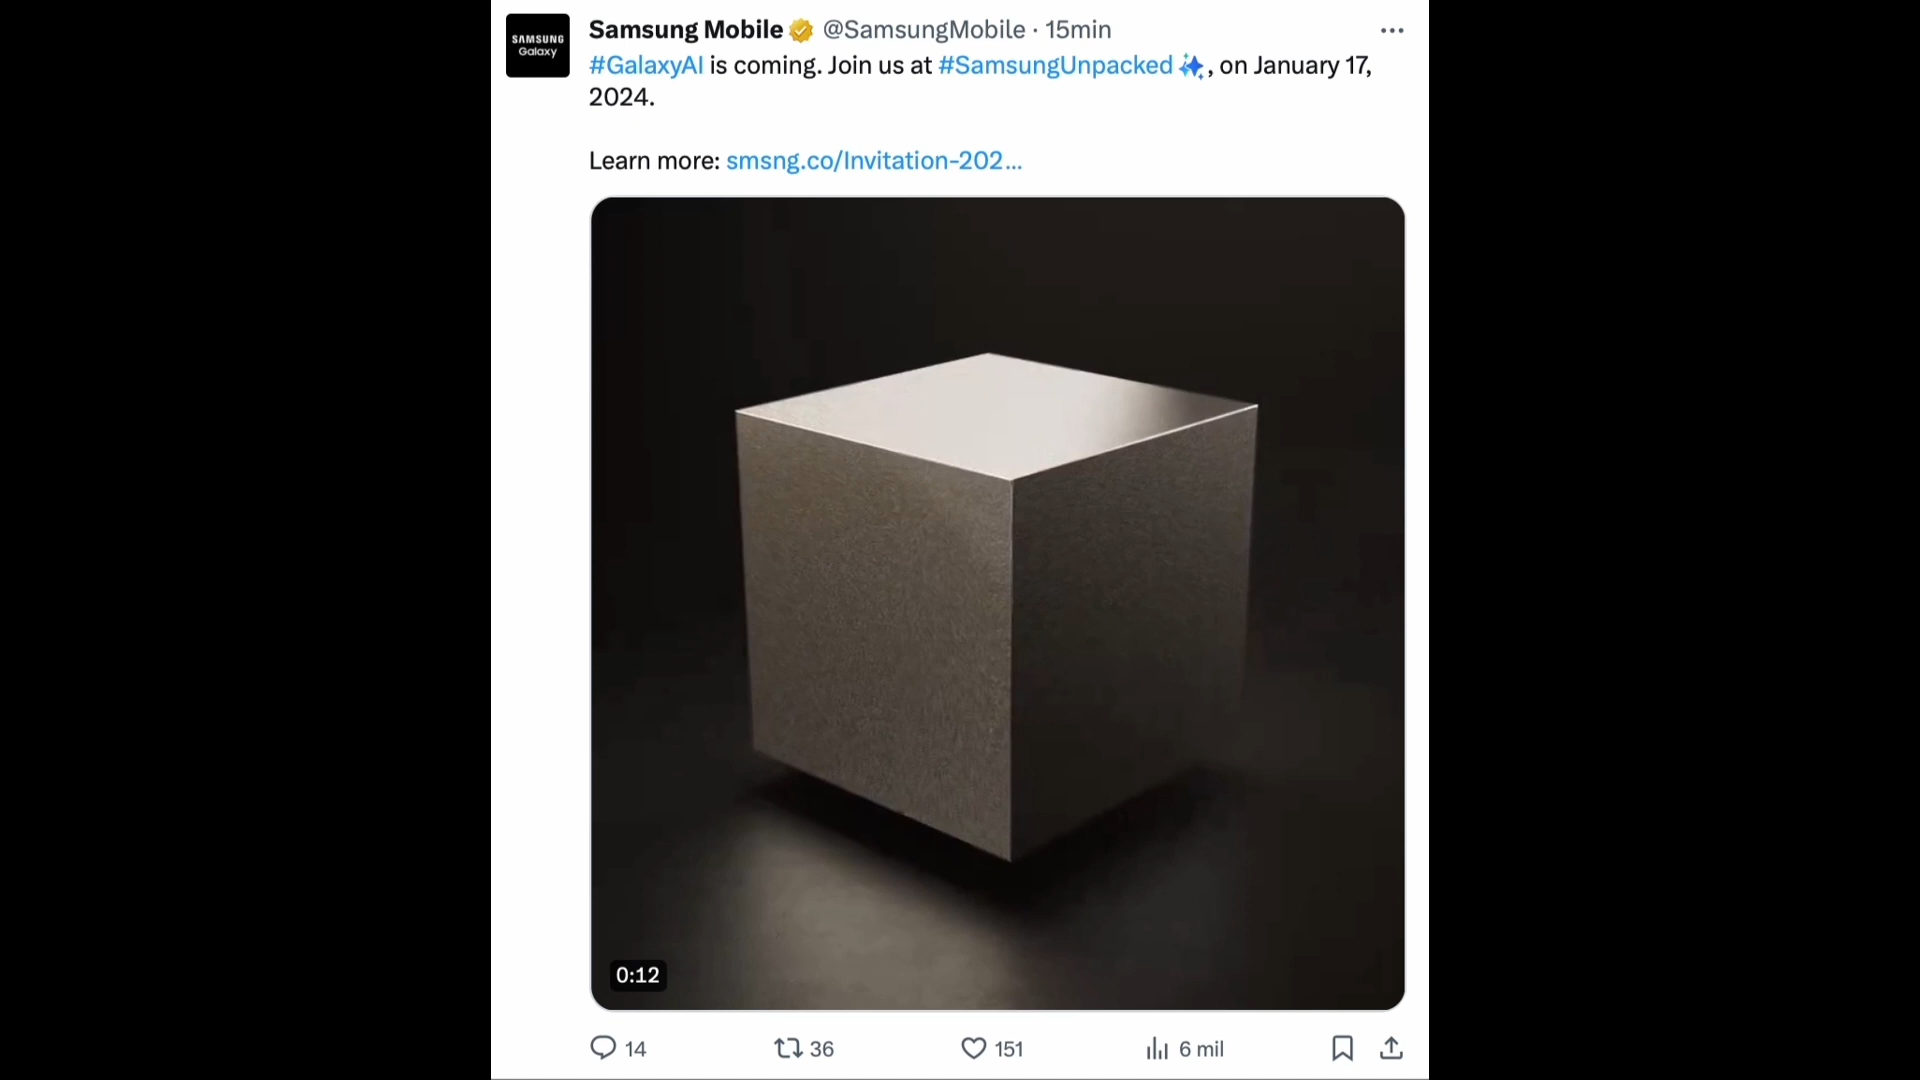 SAMSUNG
Galaxy
Samsung Mobile @SamsungMobile · 15min
#GalaxyAI is coming. Join us at #SamsungUnpacked ✨, on January 17,
2024.
Learn more: smsng.co/Invitation-202...
0:12
14 36 151 6 mil